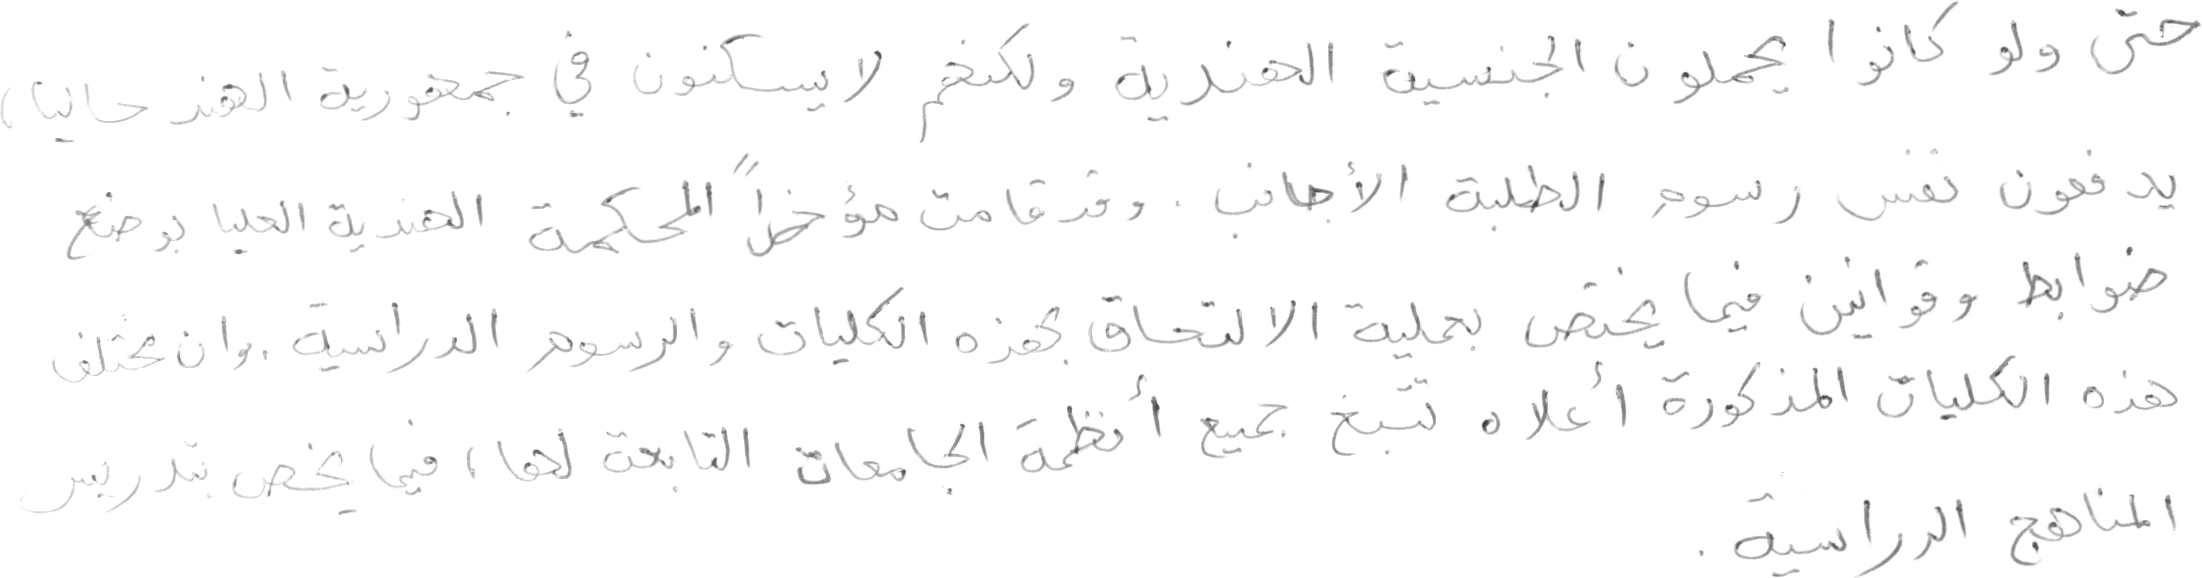 حتى ولو كانوا يحملون الجنسية الهندية ولكنهم لا يسكنون في جمهورية الهند حاليا،
يدفعون نفس رسوم الطلبة الأجانب. وقد قامت مؤخراً المحكمة الهندية العليا بوضع
ضوابط وقوانين فيما يختص بعملية الالتحاق بهذه الكليات والرسوم الدراسية. وان مختلف
هذه الكليات المذكورة أعلاه تتبع جميع أنظمة الجامعات التابعة لها، فيما يخص بتدريس
المناهج الدراسية.